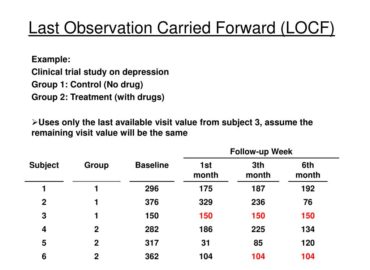 Last Observation Carried Forward (LOCF)
Example:
Clinical trial study on depression
Group 1: Control (No drug)
Group 2: Treatment (with drugs)
➢Uses only the last available visit value from subject 3, assume the
remaining visit value will be the same
Follow-up Week
Subject Group Baseline 1st month 3th month 6th month
1 1 296 175 187 192
2 1 376 329 236 76
3 1 150 150 150 150
4 2 282 186 225 134
5 2 317 31 85 120
6 2 362 104 104 104